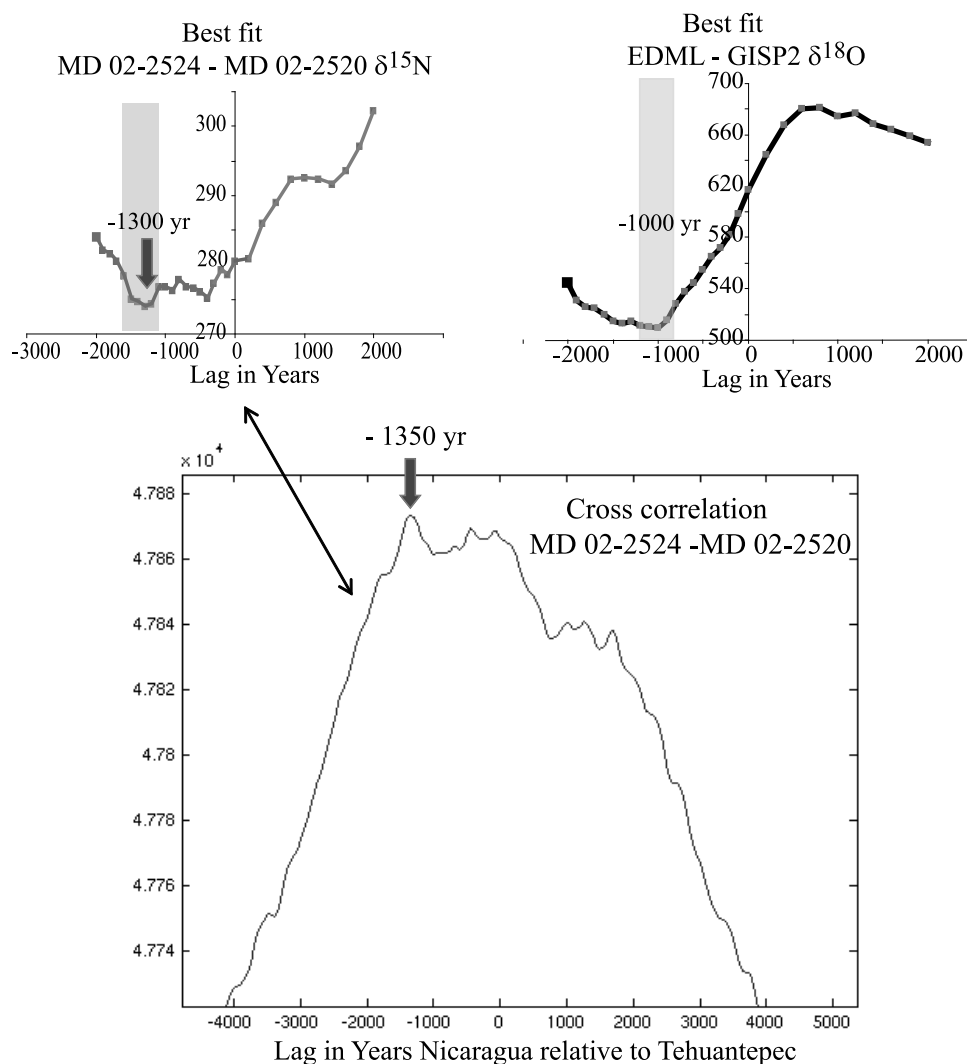 Best fit
MD 02-2524 - MD 02-2520 δ¹⁵N
300
290
280
270
-1300 yr
-3000 -2000 -1000 0 1000 2000
Lag in Years
Best fit
EDML - GISP2 δ¹⁸O
700
660
620
580
540
500
-1000 yr
-2000 -1000 0 1000 2000
Lag in Years
- 1350 yr
× 10⁴
Cross correlation
MD 02-2524 -MD 02-2520
4.788
4.786
4.784
4.782
4.78
4.778
4.776
4.774
-4000 -3000 -2000 -1000 0 1000 2000 3000 4000 5000
Lag in Years Nicaragua relative to Tehuantepec